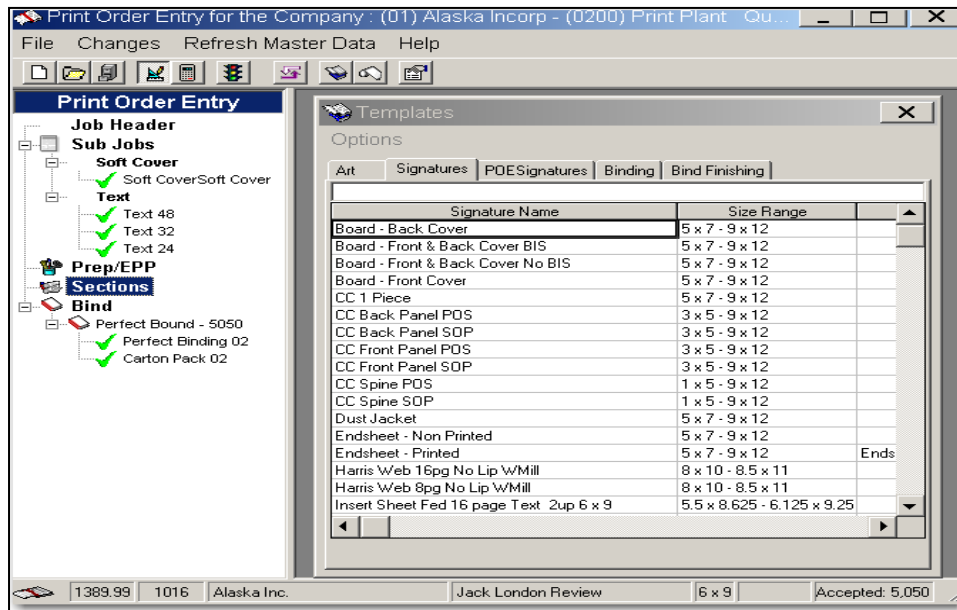 Print Order Entry for the Company : (01) Alaska Incorp - (0200) Print Plant Qu...
File Changes Refresh Master Data Help
Print Order Entry
Job Header
Sub Jobs
Soft Cover
Soft CoverSoft Cover
Text
Text 48
Text 32
Text 24
Prep/EPP
Sections
Bind
Perfect Bound - 5050
Perfect Binding 02
Carton Pack 02
Templates
Options
Art Signatures POESignatures Binding Bind Finishing
Signature Name Size Range
Board - Back Cover 5 x 7 - 9 x 12
Board - Front & Back Cover BIS 5 x 7 - 9 x 12
Board - Front & Back Cover No BIS 5 x 7 - 9 x 12
Board - Front Cover 5 x 7 - 9 x 12
CC 1 Piece 5 x 7 - 9 x 12
CC Back Panel POS 3 x 5 - 9 x 12
CC Back Panel SOP 3 x 5 - 9 x 12
CC Front Panel POS 3 x 5 - 9 x 12
CC Front Panel SOP 3 x 5 - 9 x 12
CC Spine POS 1 x 5 - 9 x 12
CC Spine SOP 1 x 5 - 9 x 12
Dust Jacket 5 x 7 - 9 x 12
Endsheet - Non Printed 5 x 7 - 9 x 12
Endsheet - Printed 5 x 7 - 9 x 12 Ends
Harris Web 16pg No Lip WMill 8 x 10 - 8.5 x 11
Harris Web 8pg No Lip WMill 8 x 10 - 8.5 x 11
Insert Sheet Fed 16 page Text 2up 6 x 9 5.5 x 8.625 - 6.125 x 9.25
1389.99 1016 Alaska Inc. Jack London Review 6 x 9 Accepted: 5,050